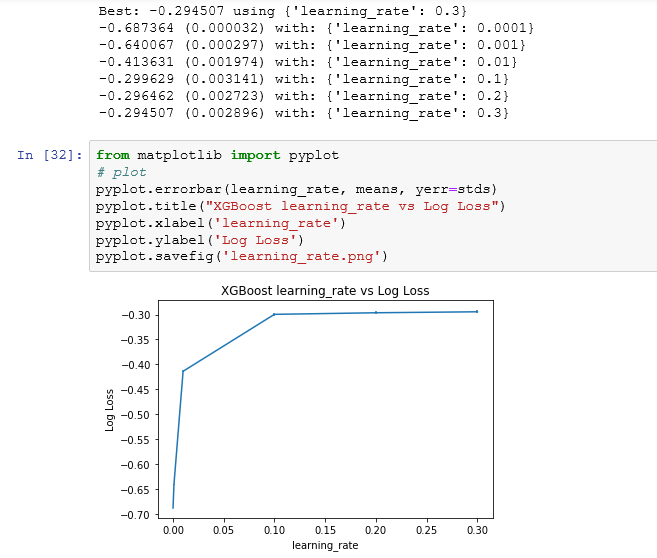 Best: -0.294507 using {'learning_rate': 0.3}
-0.687364 (0.000032) with: {'learning_rate': 0.0001}
-0.640067 (0.000297) with: {'learning_rate': 0.001}
-0.413631 (0.001974) with: {'learning_rate': 0.01}
-0.299629 (0.003141) with: {'learning_rate': 0.1}
-0.296462 (0.002723) with: {'learning_rate': 0.2}
-0.294507 (0.002896) with: {'learning_rate': 0.3}
In [32]: from matplotlib import pyplot
# plot
pyplot.errorbar(learning_rate, means, yerr=stds)
pyplot.title("XGBoost learning_rate vs Log Loss")
pyplot.xlabel('learning_rate')
pyplot.ylabel('Log Loss')
pyplot.savefig('learning_rate.png')
XGBoost learning_rate vs Log Loss
−0.30
−0.35
−0.40
−0.45
−0.50
−0.55
−0.60
−0.65
−0.70
Log Loss
0.00 0.05 0.10 0.15 0.20 0.25 0.30
learning_rate